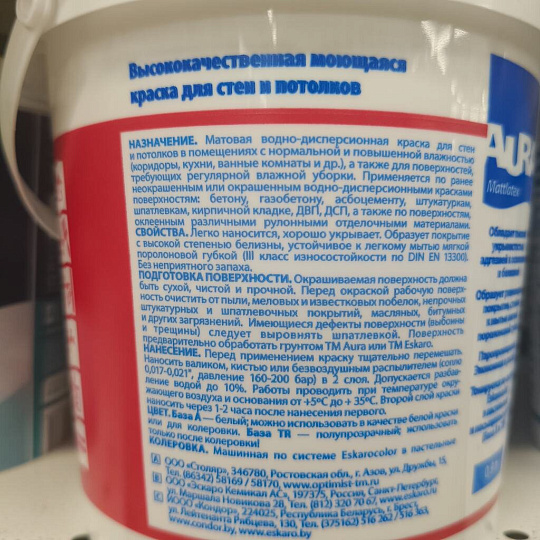 Высококачественная моющаяся
краска для стен и потолков
НАЗНАЧЕНИЕ. Матовая водно-дисперсионная краска для стен
и потолков в помещениях с нормальной и повышенной влажностью
(коридоры, кухни, ванные комнаты и др.), а также для поверхностей,
требующих регулярной влажной уборки. Применяется по ранее
неокрашенным или окрашенным водно-дисперсионными красками
поверхностям: бетону, газобетону, асбоцементу, штукатуркам,
шпатлевкам, кирпичной кладке, ДВП, ДСП, а также по поверхностям,
оклеенным различными рулонными отделочными материалами.
СВОЙСТВА. Легко наносится, хорошо укрывает. Образует покрытие
с высокой степенью белизны, устойчивое к легкому мытью мягкой
поролоновой губкой (III класс износостойкости по DIN EN 13300).
Без неприятного запаха.
ПОДГОТОВКА ПОВЕРХНОСТИ. Окрашиваемая поверхность должна
быть сухой, чистой и прочной. Перед окраской рабочую поверх-
ность очистить от пыли, меловых и известковых побелок, непрочных
штукатурных и шпатлевочных покрытий, масляных, битумных
и других загрязнений. Имеющиеся дефекты поверхности (выбоины
и трещины) следует выровнять шпатлевкой. Поверхность
предварительно обработать грунтом ТМ Aura или ТМ Eskaro.
НАНЕСЕНИЕ. Перед применением краску тщательно перемешать.
Наносить валиком, кистью или безвоздушным распылителем (сопло
0,017-0,021", давление 160-200 бар) в 2 слоя. Допускается разбав-
ление водой до 10%. Работы проводить при температуре окру-
жающего воздуха и основания от +5°С до + 35°С. Второй слой краски
наносить через 1-2 часа после нанесения первого.
ЦВЕТ. База А — белый; можно использовать в качестве белой краски
или для колеровки. База TR — полупрозрачный; использовать
только после колеровки!
КОЛЕРОВКА. Машинная по системе Eskarocolor в пастельные
A ООО «Столяр», 346780, Ростовская обл., г. Азов, ул. Дружбы, 15,
Тел. (86342) 58169 / 58170, www.optimist-tm.ru
B ООО «Эскаро Кемикал АС», 197375, Россия, Санкт-Петербург,
ул. Маршала Новикова 28, Тел. (812) 320 70 67, www.eskaro.ru
C ИООО «Кондор», 224025, Республика Беларусь, г. Брест,
ул. Лейтенанта Рябцева, 130, Тел. (375162) 516 262 / 516 363,
www.condor.by, www.eskaro.by
AUR
Mattlatex